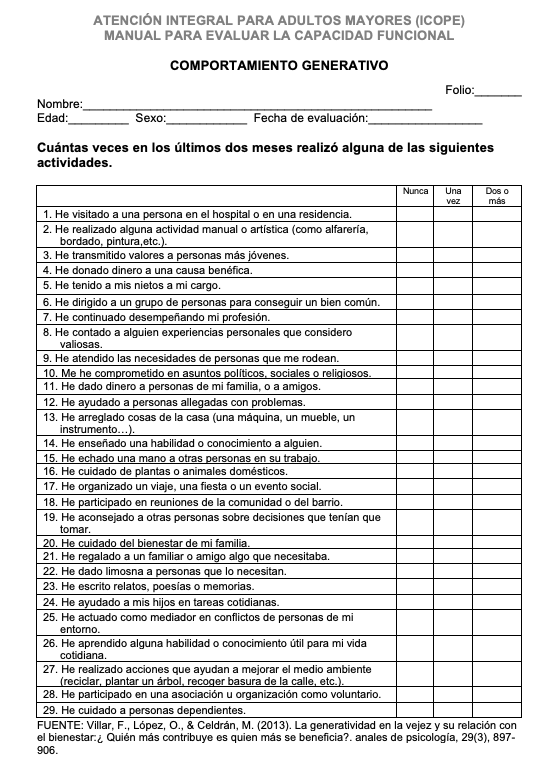 ATENCIÓN INTEGRAL PARA ADULTOS MAYORES (ICOPE)
MANUAL PARA EVALUAR LA CAPACIDAD FUNCIONAL
COMPORTAMIENTO GENERATIVO
Folio:_______
Nombre:____________________________________________________
Edad:_________ Sexo:____________ Fecha de evaluación:_________________
Cuántas veces en los últimos dos meses realizó alguna de las siguientes
actividades.
Nunca Una Dos o
vez más
1. He visitado a una persona en el hospital o en una residencia.
2. He realizado alguna actividad manual o artística (como alfarería,
bordado, pintura,etc.).
3. He transmitido valores a personas más jóvenes.
4. He donado dinero a una causa benéfica.
5. He tenido a mis nietos a mi cargo.
6. He dirigido a un grupo de personas para conseguir un bien común.
7. He continuado desempeñando mi profesión.
8. He contado a alguien experiencias personales que considero
valiosas.
9. He atendido las necesidades de personas que me rodean.
10. Me he comprometido en asuntos políticos, sociales o religiosos.
11. He dado dinero a personas de mi familia, o a amigos.
12. He ayudado a personas allegadas con problemas.
13. He arreglado cosas de la casa (una máquina, un mueble, un
instrumento…).
14. He enseñado una habilidad o conocimiento a alguien.
15. He echado una mano a otras personas en su trabajo.
16. He cuidado de plantas o animales domésticos.
17. He organizado un viaje, una fiesta o un evento social.
18. He participado en reuniones de la comunidad o del barrio.
19. He aconsejado a otras personas sobre decisiones que tenían que
tomar.
20. He cuidado del bienestar de mi familia.
21. He regalado a un familiar o amigo algo que necesitaba.
22. He dado limosna a personas que lo necesitan.
23. He escrito relatos, poesías o memorias.
24. He ayudado a mis hijos en tareas cotidianas.
25. He actuado como mediador en conflictos de personas de mi
entorno.
26. He aprendido alguna habilidad o conocimiento útil para mi vida
cotidiana.
27. He realizado acciones que ayudan a mejorar el medio ambiente
(reciclar, plantar un árbol, recoger basura de la calle, etc.).
28. He participado en una asociación u organización como voluntario.
29. He cuidado a personas dependientes.
FUENTE: Villar, F., López, O., & Celdrán, M. (2013). La generatividad en la vejez y su relación con
el bienestar:¿ Quién más contribuye es quien más se beneficia?. anales de psicología, 29(3), 897-
906.